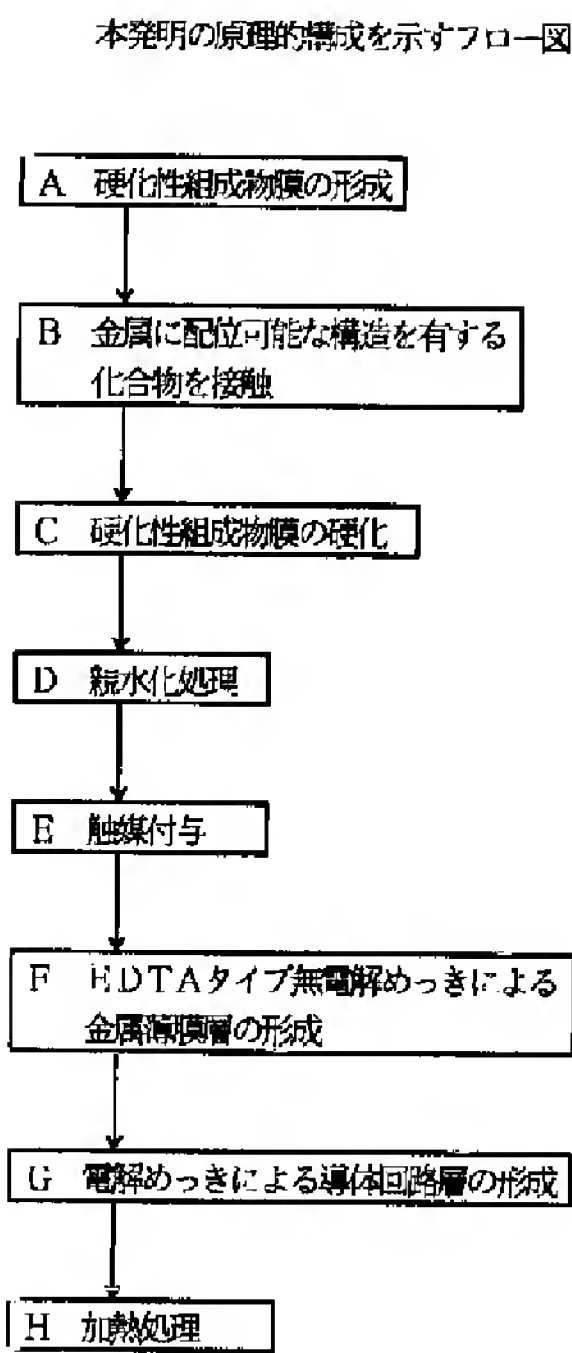 本発明の原理的構成を示すフロー図
A 硬化性組成物膜の形成
B 金属に配位可能な構造を有する
化合物を接触
C 硬化性組成物膜の硬化
D 親水化処理
E 触媒付与
F EDTAタイプ無電解めっきによる
金属薄膜層の形成
G 電解めっきによる導体回路層の形成
H 加熱処理